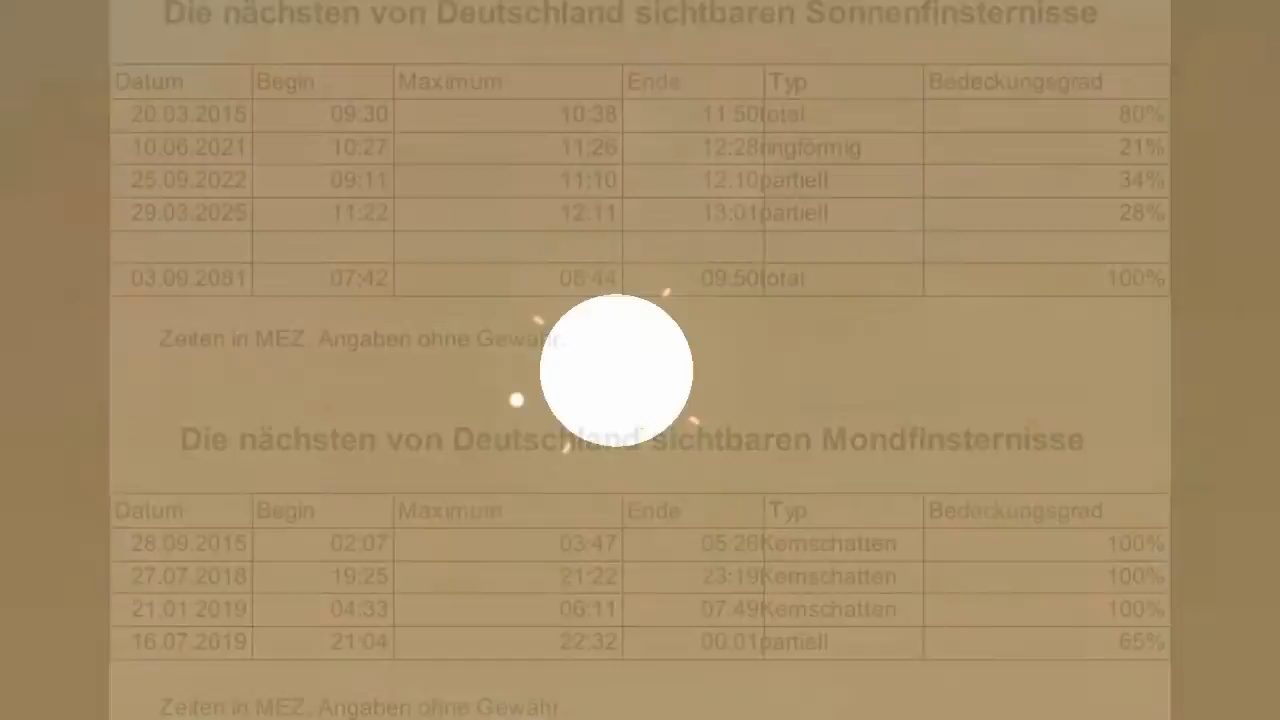 Die nächsten von Deutschland sichtbaren Sonnenfinsternisse
Datum Begin Maximum Ende Typ Bedeckungsgrad
20.03.2015 09:30 10:38 11:50 total 80%
10.06.2021 10:27 11:26 12:28 ringförmig 21%
25.09.2022 09:11 11:10 12:10 partiell 34%
29.03.2025 11:22 12:11 13:01 partiell 28%
03.09.2081 07:42 08:44 09:50 total 100%
Zeiten in MEZ, Angaben ohne Gewähr.
Die nächsten von Deutschland sichtbaren Mondfinsternisse
Datum Begin Maximum Ende Typ Bedeckungsgrad
28.09.2015 02:07 03:47 05:26 Kernschatten 100%
27.07.2018 19:25 21:22 23:19 Kernschatten 100%
21.01.2019 04:33 06:11 07:49 Kernschatten 100%
16.07.2019 21:04 22:32 00:01 partiell 65%
Zeiten in MEZ, Angaben ohne Gewähr.